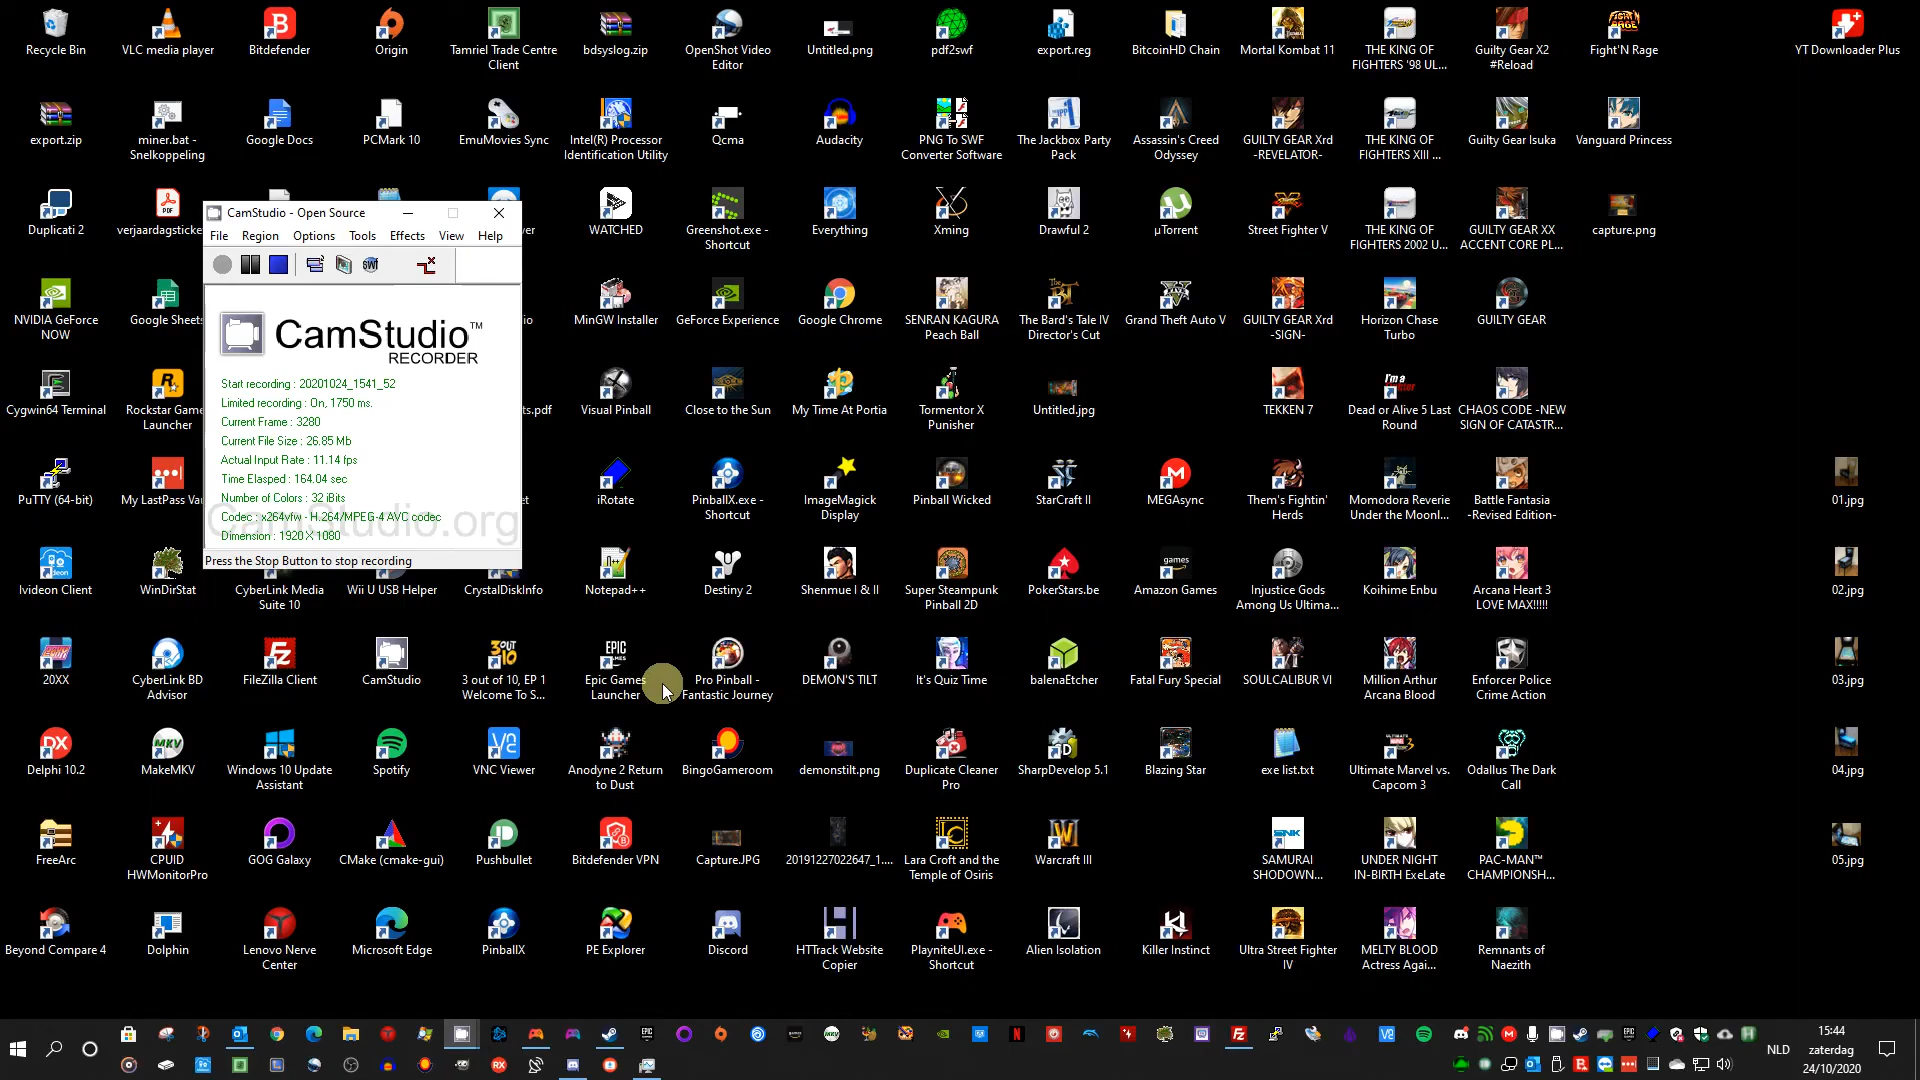 Recycle Bin
VLC media player
Bitdefender
Origin
Tamriel Trade Centre
Client
bdsyslog.zip
OpenShot Video
Editor
Untitled.png
pdf2swf
export.reg
BitcoinHD Chain
Mortal Kombat 11
THE KING OF
FIGHTERS '98 UL...
Guilty Gear X2
#Reload
Fight'N Rage
YT Downloader Plus
export.zip
miner.bat -
Snelkoppeling
Google Docs
PCMark 10
EmuMovies Sync
Intel(R) Processor
Identification Utility
Qcma
Audacity
PNG To SWF
Converter Software
The Jackbox Party
Pack
Assassin's Creed
Odyssey
GUILTY GEAR Xrd
-REVELATOR-
THE KING OF
FIGHTERS XIII ...
Guilty Gear Isuka
Vanguard Princess
Duplicati 2
verjaardagsticke
CamStudio - Open Source
File Region Options Tools Effects View Help
CamStudio™
RECORDER
Start recording : 20201024_1541_52
Limited recording : On, 1750 ms.
Current Frame : 3280
Current File Size : 26.85 Mb
Actual Input Rate : 11.14 fps
Time Elasped : 164.04 sec
Number of Colors : 32 iBits
Codec : x264vfw - H.264/MPEG-4 AVC codec
Dimension : 1920 X 1080
CamStudio.org
Press the Stop Button to stop recording
WATCHED
Greenshot.exe -
Shortcut
Everything
Xming
Drawful 2
µTorrent
Street Fighter V
THE KING OF
FIGHTERS 2002 U...
GUILTY GEAR XX
ACCENT CORE PL...
capture.png
NVIDIA GeForce
NOW
Google Sheets
MinGW Installer
GeForce Experience
Google Chrome
SENRAN KAGURA
Peach Ball
The Bard's Tale IV
Director's Cut
Grand Theft Auto V
GUILTY GEAR Xrd
-SIGN-
Horizon Chase
Turbo
GUILTY GEAR
Cygwin64 Terminal
Rockstar Game
Launcher
ts.pdf
Visual Pinball
Close to the Sun
My Time At Portia
Tormentor X
Punisher
Untitled.jpg
TEKKEN 7
Dead or Alive 5 Last
Round
CHAOS CODE -NEW
SIGN OF CATASTR...
PuTTY (64-bit)
My LastPass Vau
iRotate
PinballX.exe -
Shortcut
ImageMagick
Display
Pinball Wicked
StarCraft II
MEGAsync
Them's Fightin'
Herds
Momodora Reverie
Under the Moonl...
Battle Fantasia
-Revised Edition-
01.jpg
Ivideon Client
WinDirStat
CyberLink Media
Suite 10
Wii U USB Helper
CrystalDiskInfo
Notepad++
Destiny 2
Shenmue I & II
Super Steampunk
Pinball 2D
PokerStars.be
Amazon Games
Injustice Gods
Among Us Ultima...
Koihime Enbu
Arcana Heart 3
LOVE MAX!!!!!
02.jpg
20XX
CyberLink BD
Advisor
FileZilla Client
CamStudio
3 out of 10, EP 1
Welcome To S...
Epic Games
Launcher
Pro Pinball -
Fantastic Journey
DEMON'S TILT
It's Quiz Time
balenaEtcher
Fatal Fury Special
SOULCALIBUR VI
Million Arthur
Arcana Blood
Enforcer Police
Crime Action
03.jpg
Delphi 10.2
MakeMKV
Windows 10 Update
Assistant
Spotify
VNC Viewer
Anodyne 2 Return
to Dust
BingoGameroom
demonstilt.png
Duplicate Cleaner
Pro
SharpDevelop 5.1
Blazing Star
exe list.txt
Ultimate Marvel vs.
Capcom 3
Odallus The Dark
Call
04.jpg
FreeArc
CPUID
HWMonitorPro
GOG Galaxy
CMake (cmake-gui)
Pushbullet
Bitdefender VPN
Capture.JPG
20191227022647_1....
Lara Croft and the
Temple of Osiris
Warcraft III
SAMURAI
SHODOWN...
UNDER NIGHT
IN-BIRTH ExeLate
PAC-MAN™
CHAMPIONSH...
05.jpg
Beyond Compare 4
Dolphin
Lenovo Nerve
Center
Microsoft Edge
PinballX
PE Explorer
Discord
HTTrack Website
Copier
PlayniteUI.exe -
Shortcut
Alien Isolation
Killer Instinct
Ultra Street Fighter
IV
MELTY BLOOD
Actress Agai...
Remnants of
Naezith
NLD
15:44
zaterdag
24/10/2020